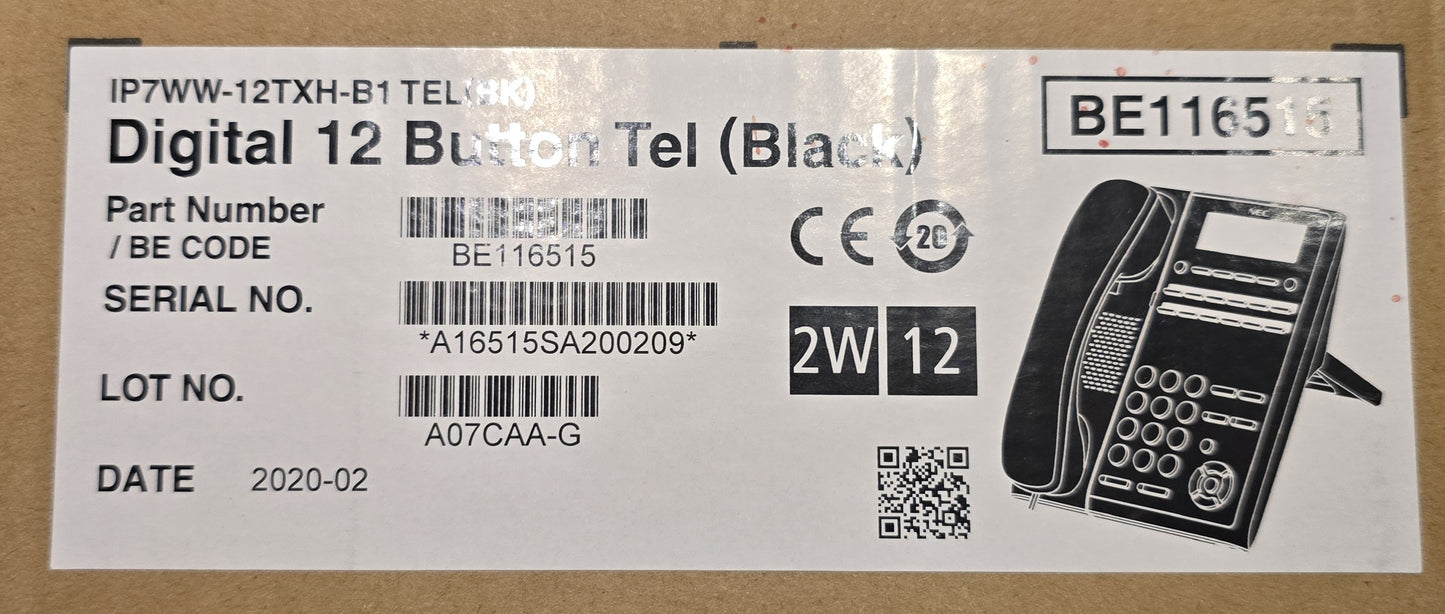 IP7WW-12TXH-B1 TEL(BK)
Digital 12 Button Tel (Black)
BE116515
Part Number
/ BE CODE
BE116515
SERIAL NO.
*A16515SA200209*
LOT NO.
A07CAA-G
DATE 2020-02
CE
20
2W 12
NEC